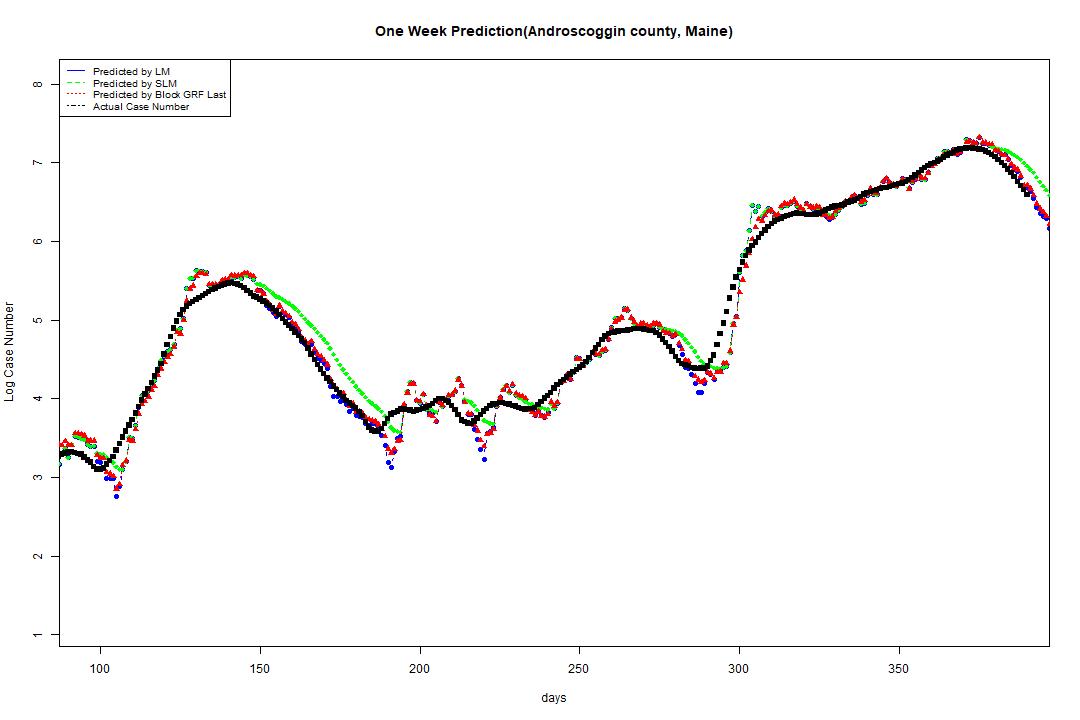 One Week Prediction(Androscoggin county, Maine)
Predicted by LM
Predicted by SLM
Predicted by Block GRF Last
Actual Case Number
8
7
6
5
4
3
2
1
Log Case Number
100 150 200 250 300 350
days